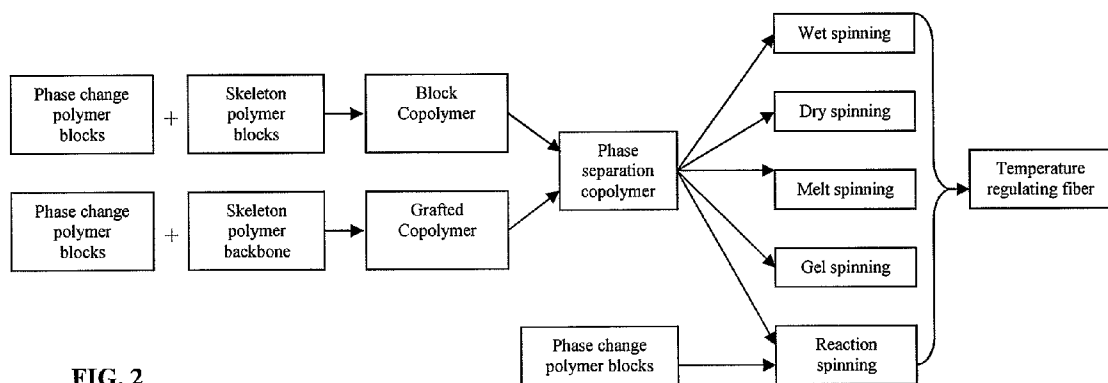 Phase change
polymer
blocks
+
Skeleton
polymer
blocks
Block
Copolymer
Phase change
polymer
blocks
+
Skeleton
polymer
backbone
Grafted
Copolymer
Phase
separation
copolymer
Wet spinning
Dry spinning
Melt spinning
Gel spinning
Phase change
polymer blocks
Reaction
spinning
Temperature
regulating fiber
FIG. 2